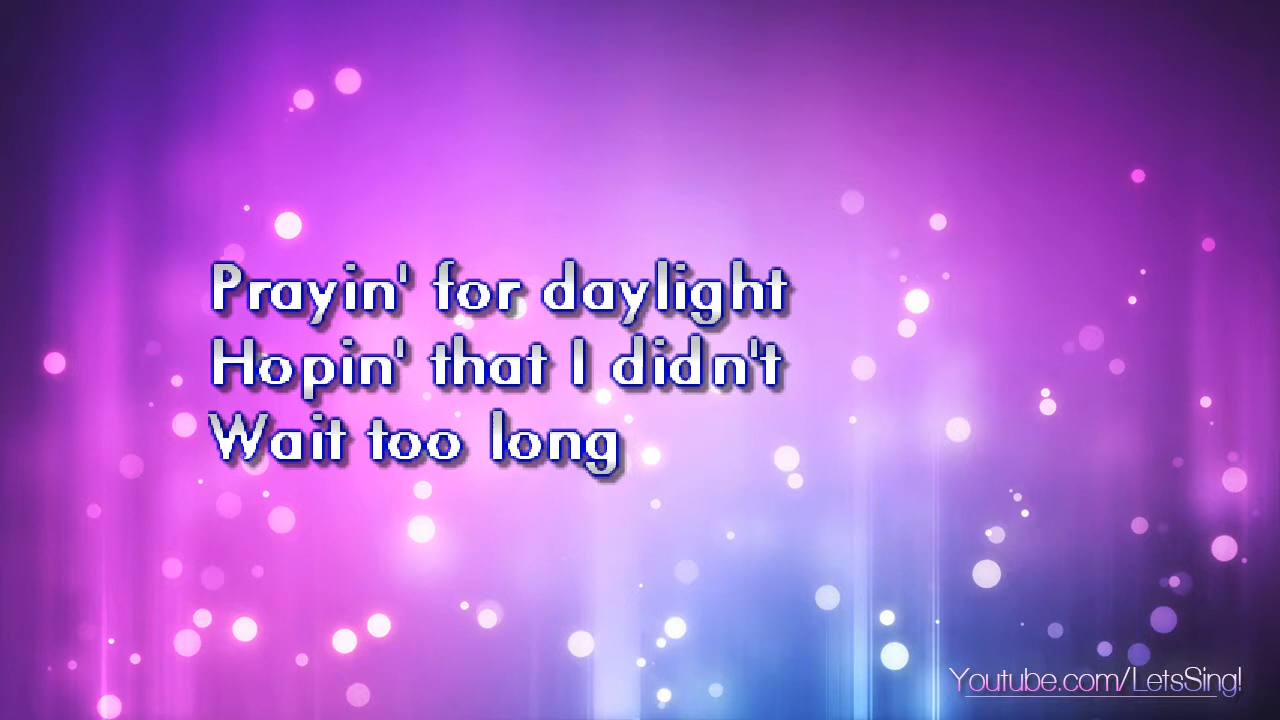 Prayin' for daylight
Hopin' that I didn't
Wait too long
Youtube.com/LetsSing!